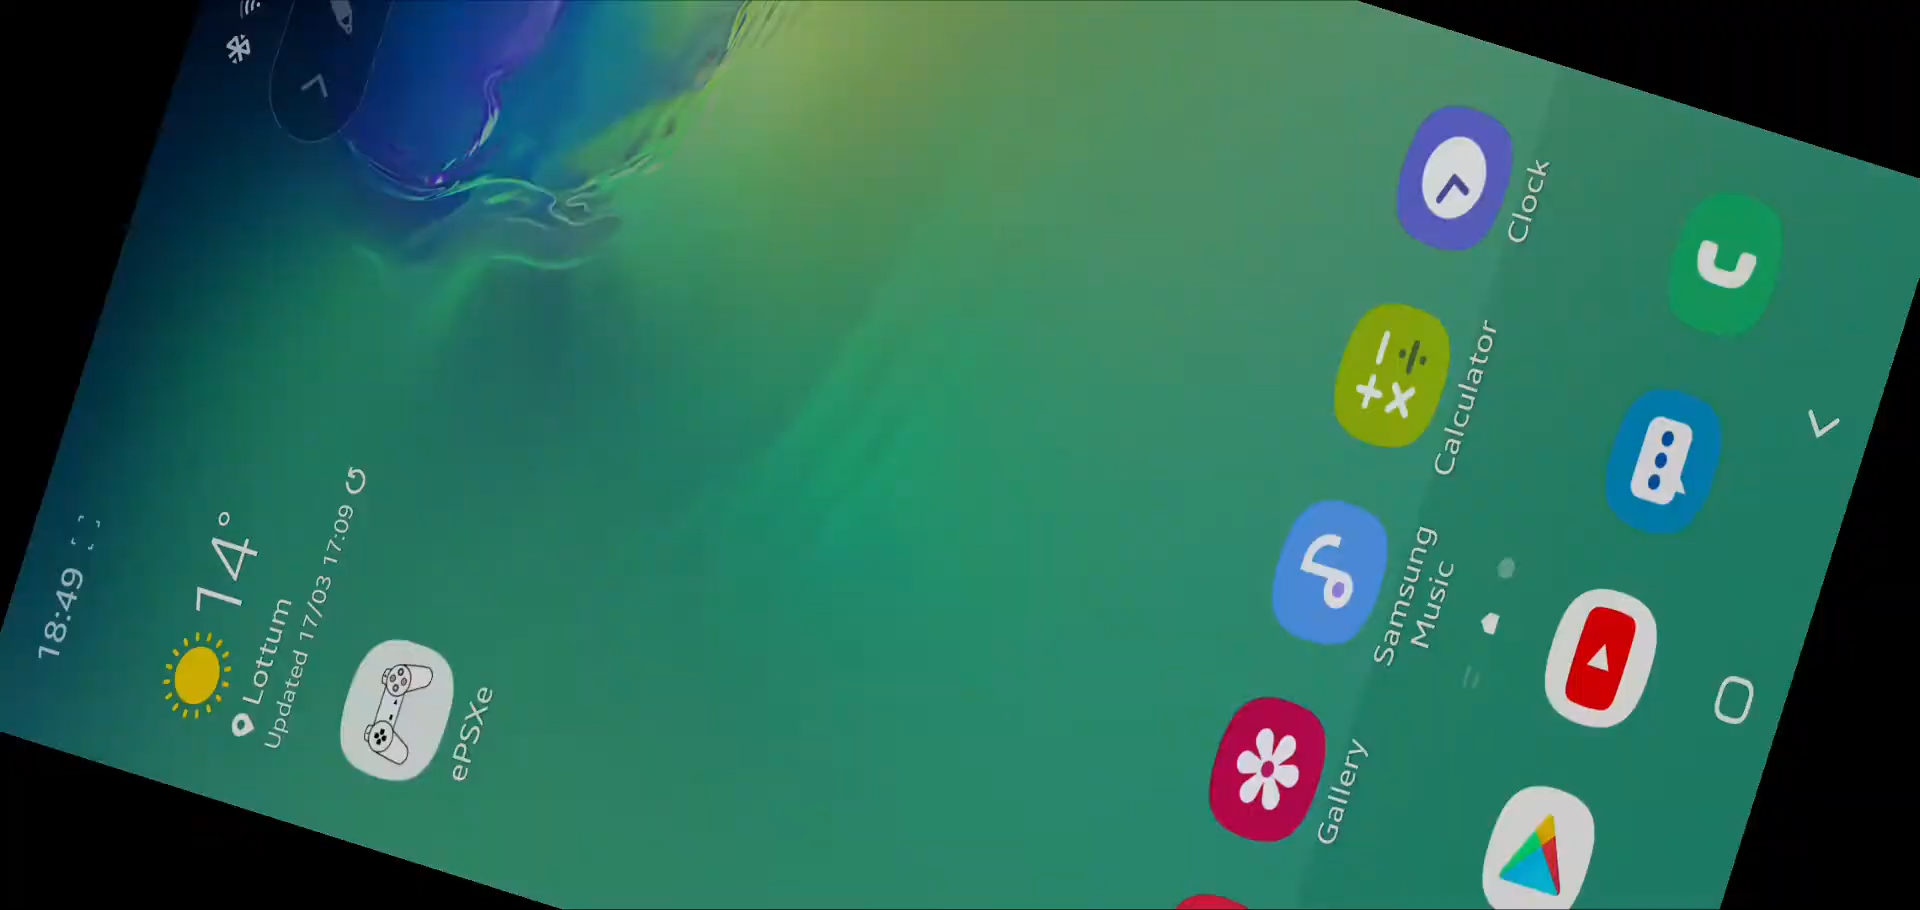 18:49
14°
Lottum
Updated 17/03 17:09
ePSXe
Gallery
Samsung
Music
Calculator
Clock